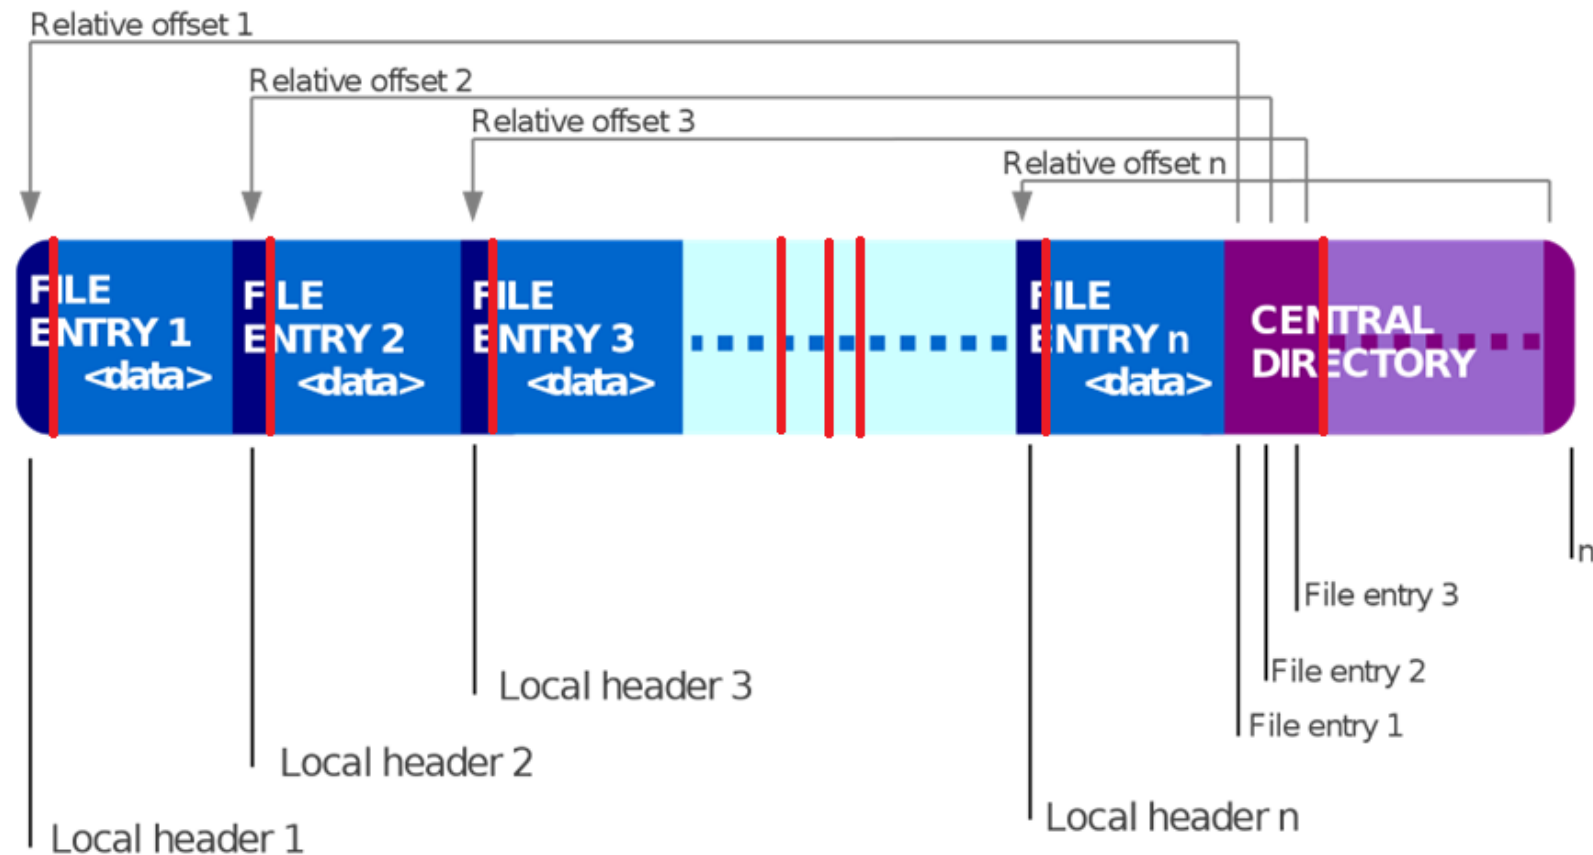 Relative offset 1
Relative offset 2
Relative offset 3
Relative offset n
FILE
ENTRY 1
<data>
FILE
ENTRY 2
<data>
FILE
ENTRY 3
<data>
FILE
ENTRY n
<data>
CENTRAL
DIRECTORY
n
File entry 3
File entry 2
File entry 1
Local header 3
Local header 2
Local header n
Local header 1